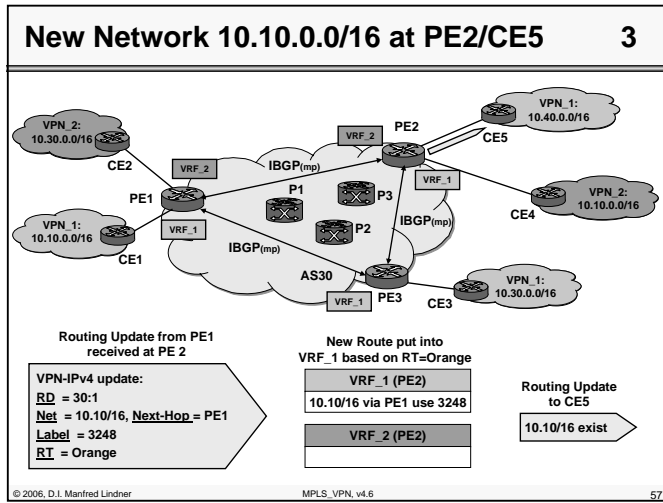 New Network 10.10.0.0/16 at PE2/CE5 3
VPN_2:
10.30.0.0/16
CE2
VRF_2
PE1
VPN_1:
10.10.0.0/16
CE1
VRF_1
IBGP(mp)
P1
P3
P2
IBGP(mp)
IBGP(mp)
AS30
VRF_2
PE2
VRF_1
CE5
VPN_1:
10.40.0.0/16
CE4
VPN_2:
10.10.0.0/16
VRF_1
PE3
CE3
VPN_1:
10.30.0.0/16
Routing Update from PE1
received at PE 2
VPN-IPv4 update:
RD = 30:1
Net = 10.10/16, Next-Hop = PE1
Label = 3248
RT = Orange
New Route put into
VRF_1 based on RT=Orange
VRF_1 (PE2)
10.10/16 via PE1 use 3248
VRF_2 (PE2)
Routing Update
to CE5
10.10/16 exist
© 2006, D.I. Manfred Lindner
MPLS_VPN, v4.6
57